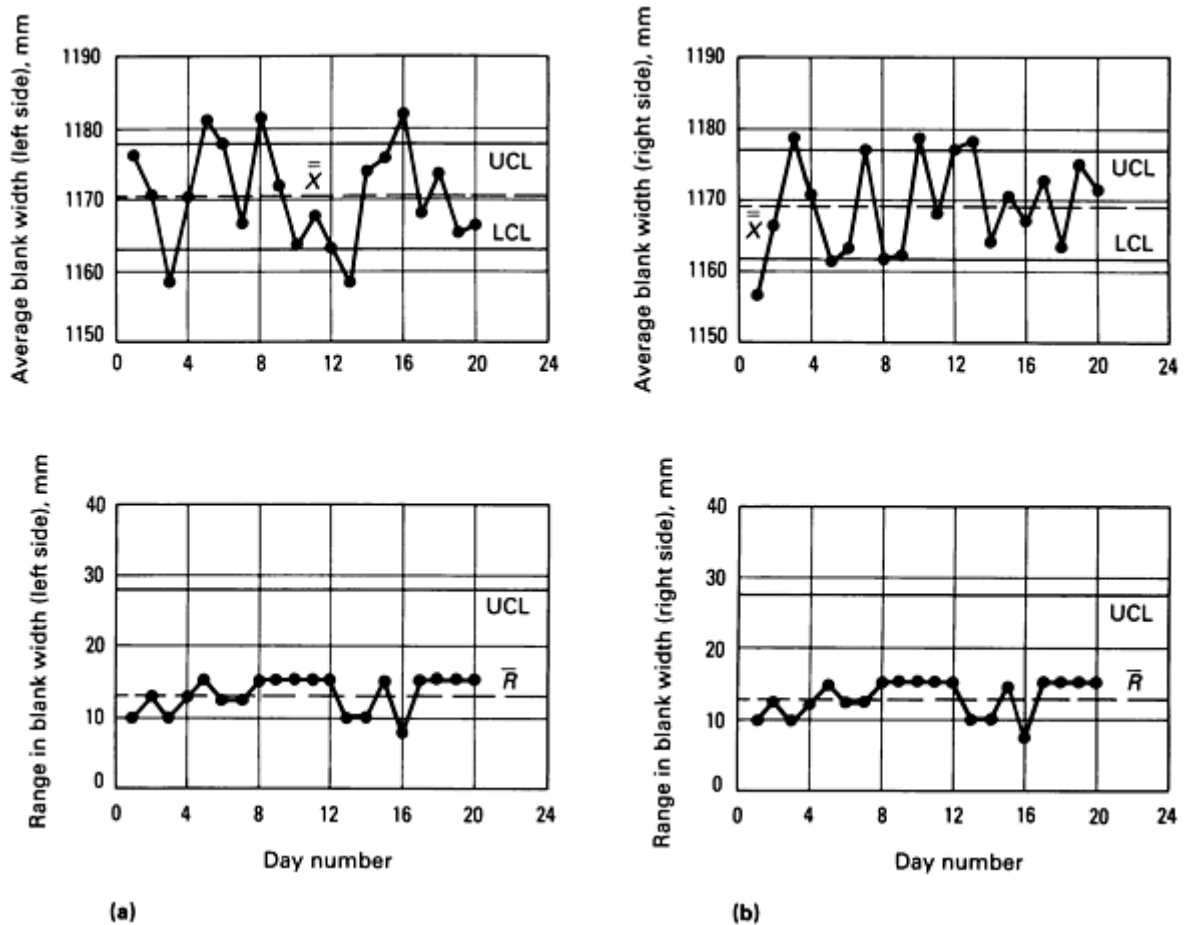 Average blank width (left side), mm
1190
1180
1170
1160
1150
UCL
X̿
LCL
0 4 8 12 16 20 24
Average blank width (right side), mm
1190
1180
1170
1160
1150
UCL
X̿
LCL
0 4 8 12 16 20 24
Range in blank width (left side), mm
40
30
20
10
0
UCL
R̅
0 4 8 12 16 20 24
Day number
(a)
Range in blank width (right side), mm
40
30
20
10
0
UCL
R̅
0 4 8 12 16 20 24
Day number
(b)